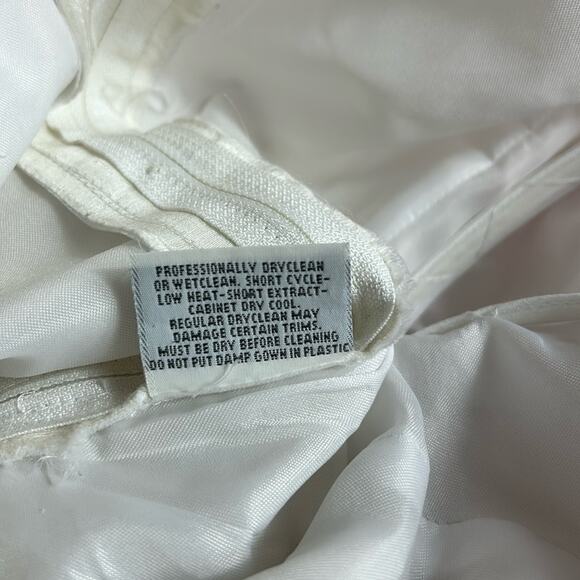 PROFESSIONALLY DRYCLEAN
OR WETCLEAN. SHORT CYCLE-
LOW HEAT-SHORT EXTRACT-
CABINET DRY COOL.
REGULAR DRYCLEAN MAY
DAMAGE CERTAIN TRIMS.
MUST BE DRY BEFORE CLEANING
DO NOT PUT DAMP GOWN IN PLASTIC